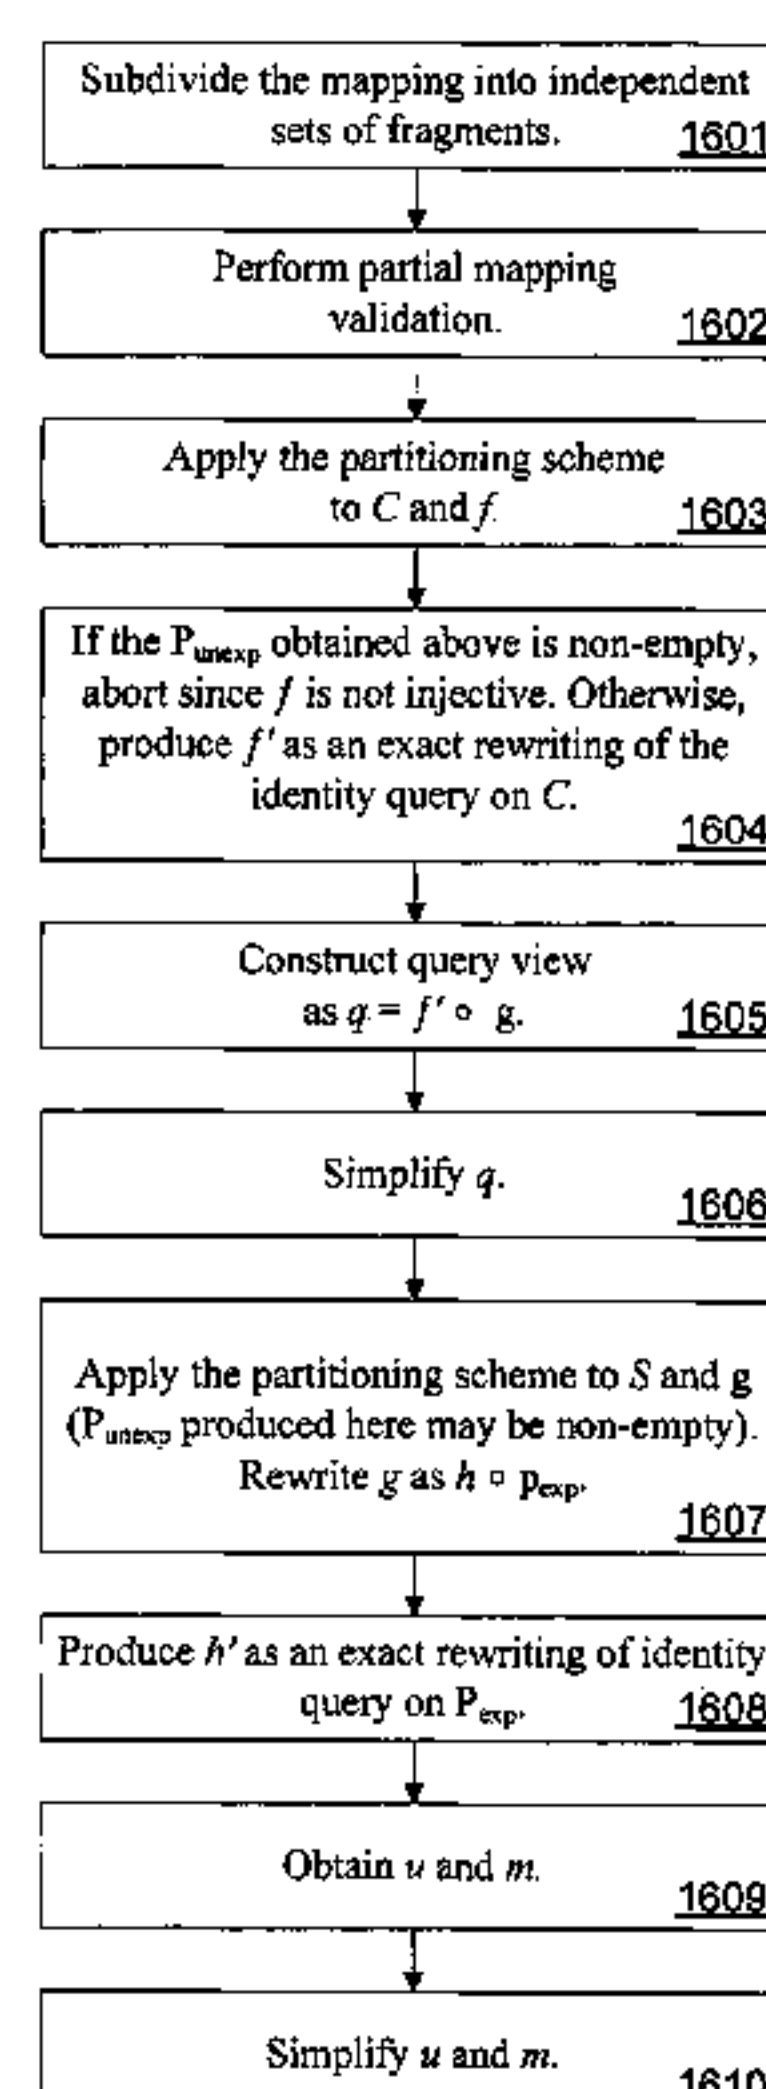 Subdivide the mapping into independent
sets of fragments.
1601
Perform partial mapping
validation.
1602
Apply the partitioning scheme
to C and f.
1603
If the Punexp obtained above is non-empty,
abort since f is not injective. Otherwise,
produce f' as an exact rewriting of the
identity query on C.
1604
Construct query view
as q = f' ∘ g.
1605
Simplify q.
1606
Apply the partitioning scheme to S and g
(Punexp produced here may be non-empty).
Rewrite g as h ▫ pexp.
1607
Produce h' as an exact rewriting of identity
query on Pexp.
1608
Obtain u and m.
1609
Simplify u and m.
1610